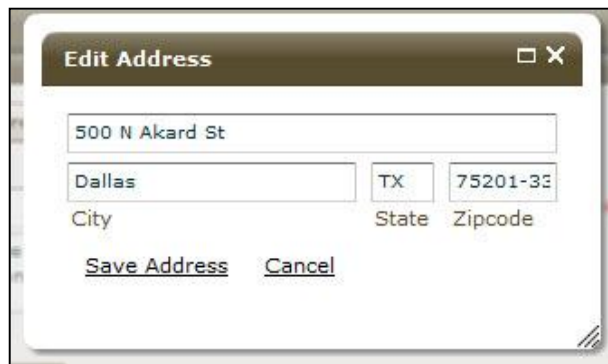 Edit Address
500 N Akard St
Dallas TX 75201-33
City State Zipcode
Save Address Cancel